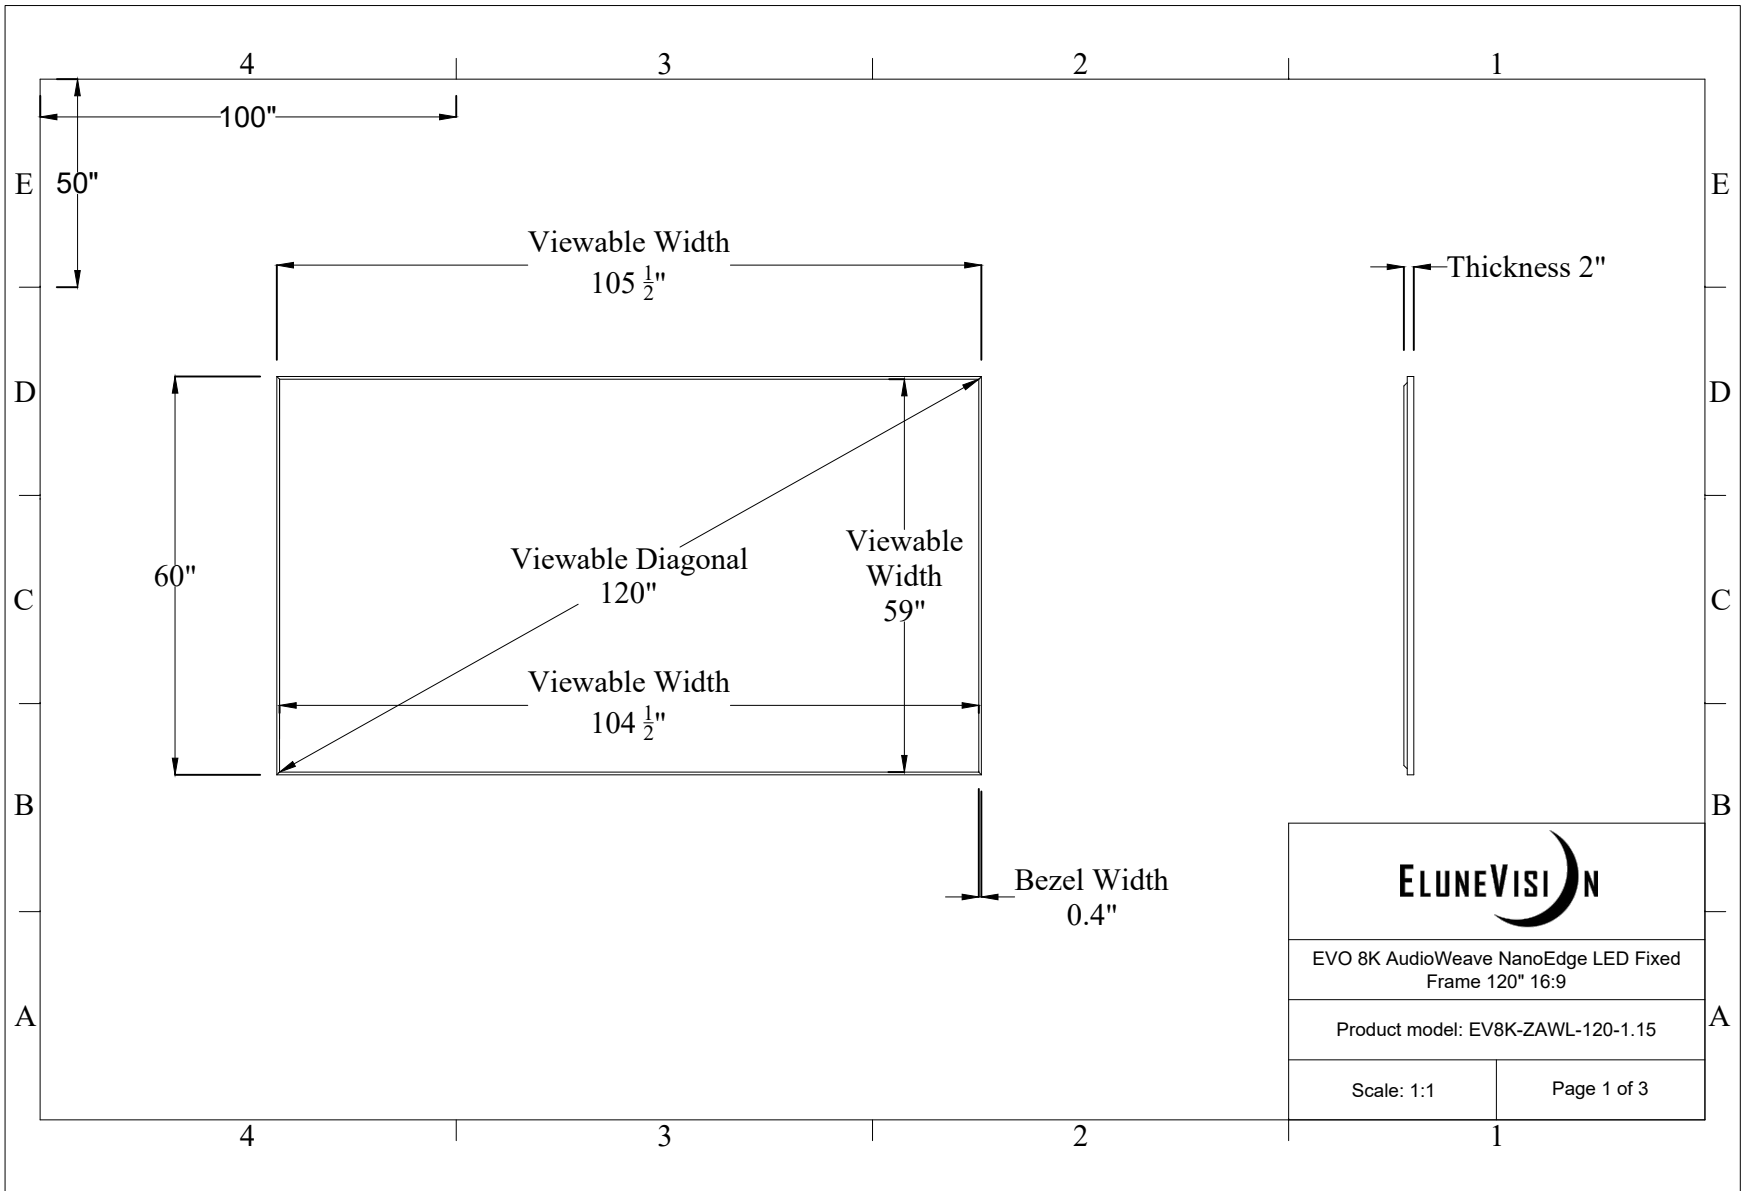 4 3 2 1
100"
E 50" E
Viewable Width
105 1/2"
Thickness 2"
D D
60"
Viewable Diagonal
120"
Viewable
Width
59"
C C
Viewable Width
104 1/2"
B B
Bezel Width
0.4"
ELUNEVISION
EVO 8K AudioWeave NanoEdge LED Fixed
Frame 120" 16:9
A A
Product model: EV8K-ZAWL-120-1.15
Scale: 1:1 Page 1 of 3
4 3 2 1